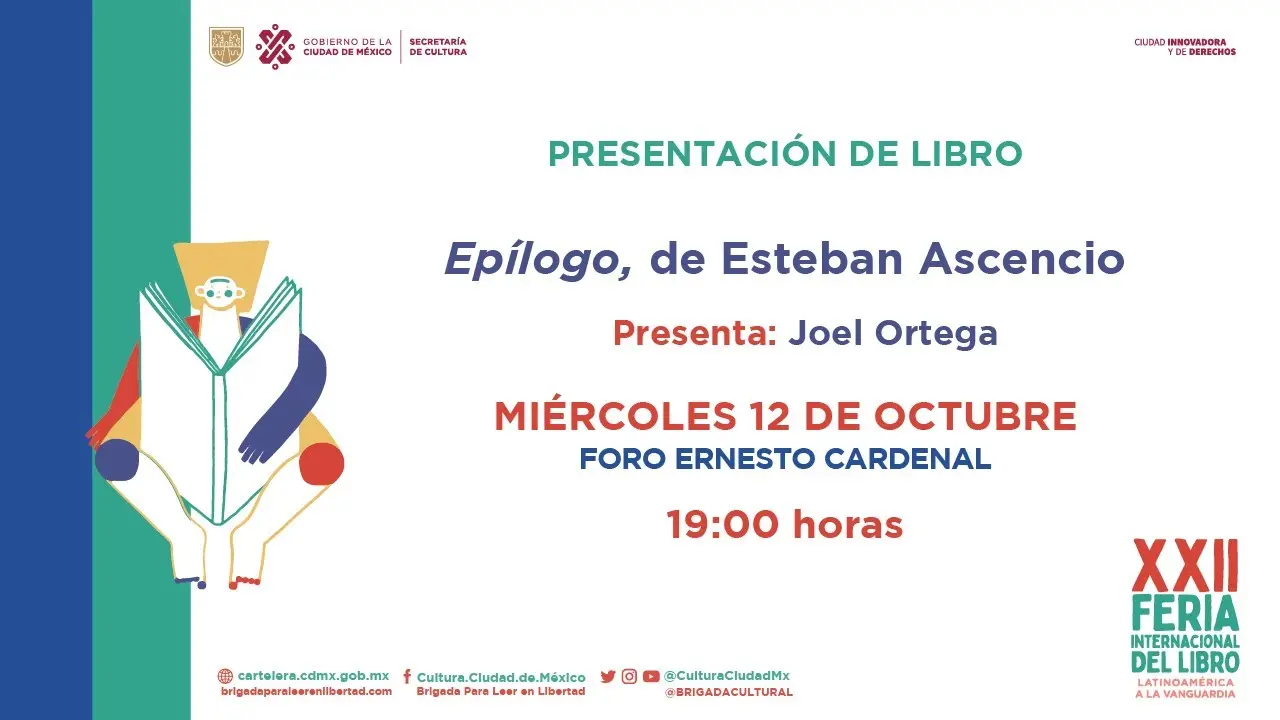 GOBIERNO DE LA
CIUDAD DE MÉXICO
SECRETARÍA
DE CULTURA
CIUDAD INNOVADORA
Y DE DERECHOS
PRESENTACIÓN DE LIBRO
Epílogo, de Esteban Ascencio
Presenta: Joel Ortega
MIÉRCOLES 12 DE OCTUBRE
FORO ERNESTO CARDENAL
19:00 horas
XXII
FERIA
INTERNACIONAL
DEL LIBRO
LATINOAMÉRICA
A LA VANGUARDIA
cartelera.cdmx.gob.mx
brigadaparaleerenlibertad.com
Cultura.Ciudad.de.México
Brigada Para Leer en Libertad
@CulturaCiudadMx
@BRIGADACULTURAL